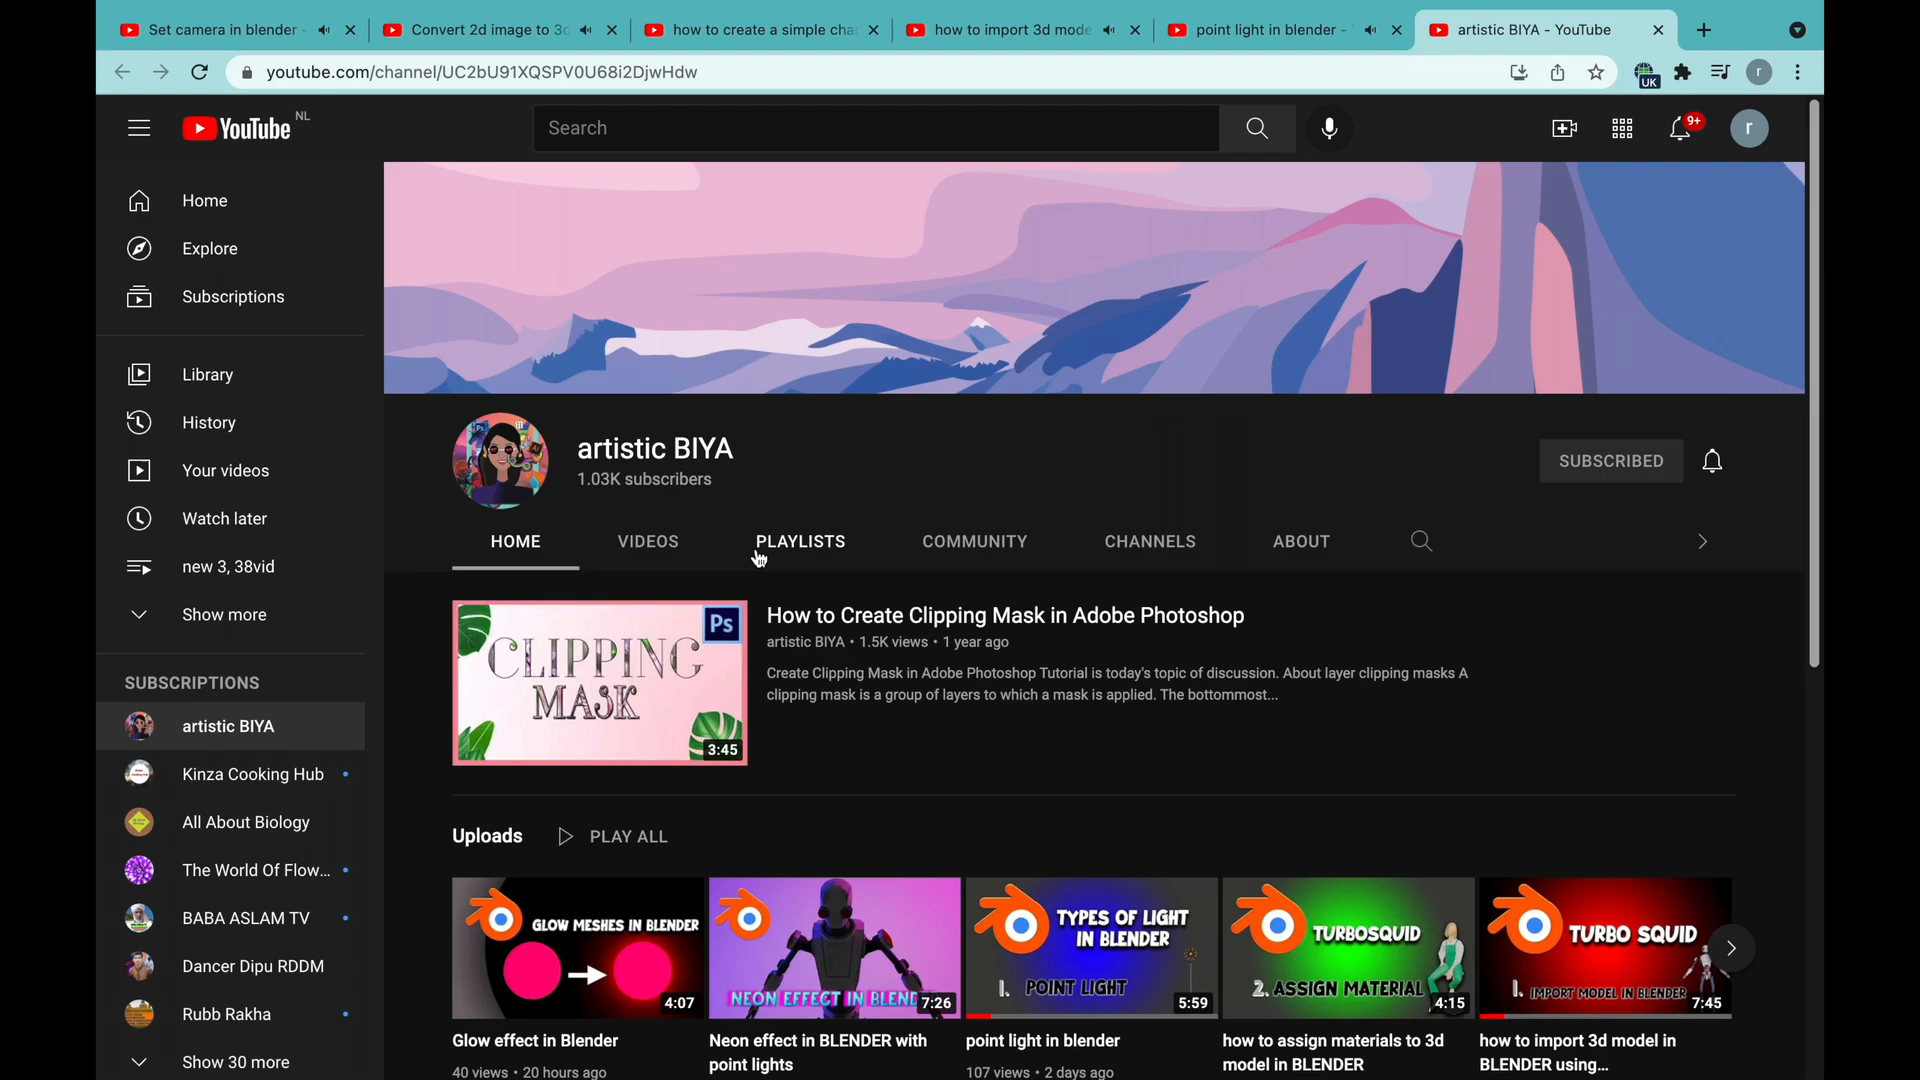 Set camera in blender -
Convert 2d image to 3d
how to create a simple cha
how to import 3d mode
point light in blender -
artistic BIYA - YouTube
youtube.com/channel/UC2bU91XQSPV0U68i2DjwHdw
UK
r
YouTube
NL
Search
9+
r
Home
Explore
Subscriptions
Library
History
Your videos
Watch later
new 3, 38vid
Show more
SUBSCRIPTIONS
artistic BIYA
Kinza Cooking Hub
All About Biology
The World Of Flow...
BABA ASLAM TV
Dancer Dipu RDDM
Rubb Rakha
Show 30 more
artistic BIYA
1.03K subscribers
SUBSCRIBED
HOME
VIDEOS
PLAYLISTS
COMMUNITY
CHANNELS
ABOUT
CLIPPING
MASK
Ps
3:45
How to Create Clipping Mask in Adobe Photoshop
artistic BIYA • 1.5K views • 1 year ago
Create Clipping Mask in Adobe Photoshop Tutorial is today's topic of discussion. About layer clipping masks A
clipping mask is a group of layers to which a mask is applied. The bottommost...
Uploads
PLAY ALL
GLOW MESHES IN BLENDER
4:07
Glow effect in Blender
40 views • 20 hours ago
NEON EFFECT IN BLEND
7:26
Neon effect in BLENDER with
point lights
TYPES OF LIGHT
IN BLENDER
1. POINT LIGHT
5:59
point light in blender
107 views • 2 days ago
TURBOSQUID
2. ASSIGN MATERIAL
4:15
how to assign materials to 3d
model in BLENDER
TURBO SQUID
1. IMPORT MODEL IN BLENDER
7:45
how to import 3d model in
BLENDER using...